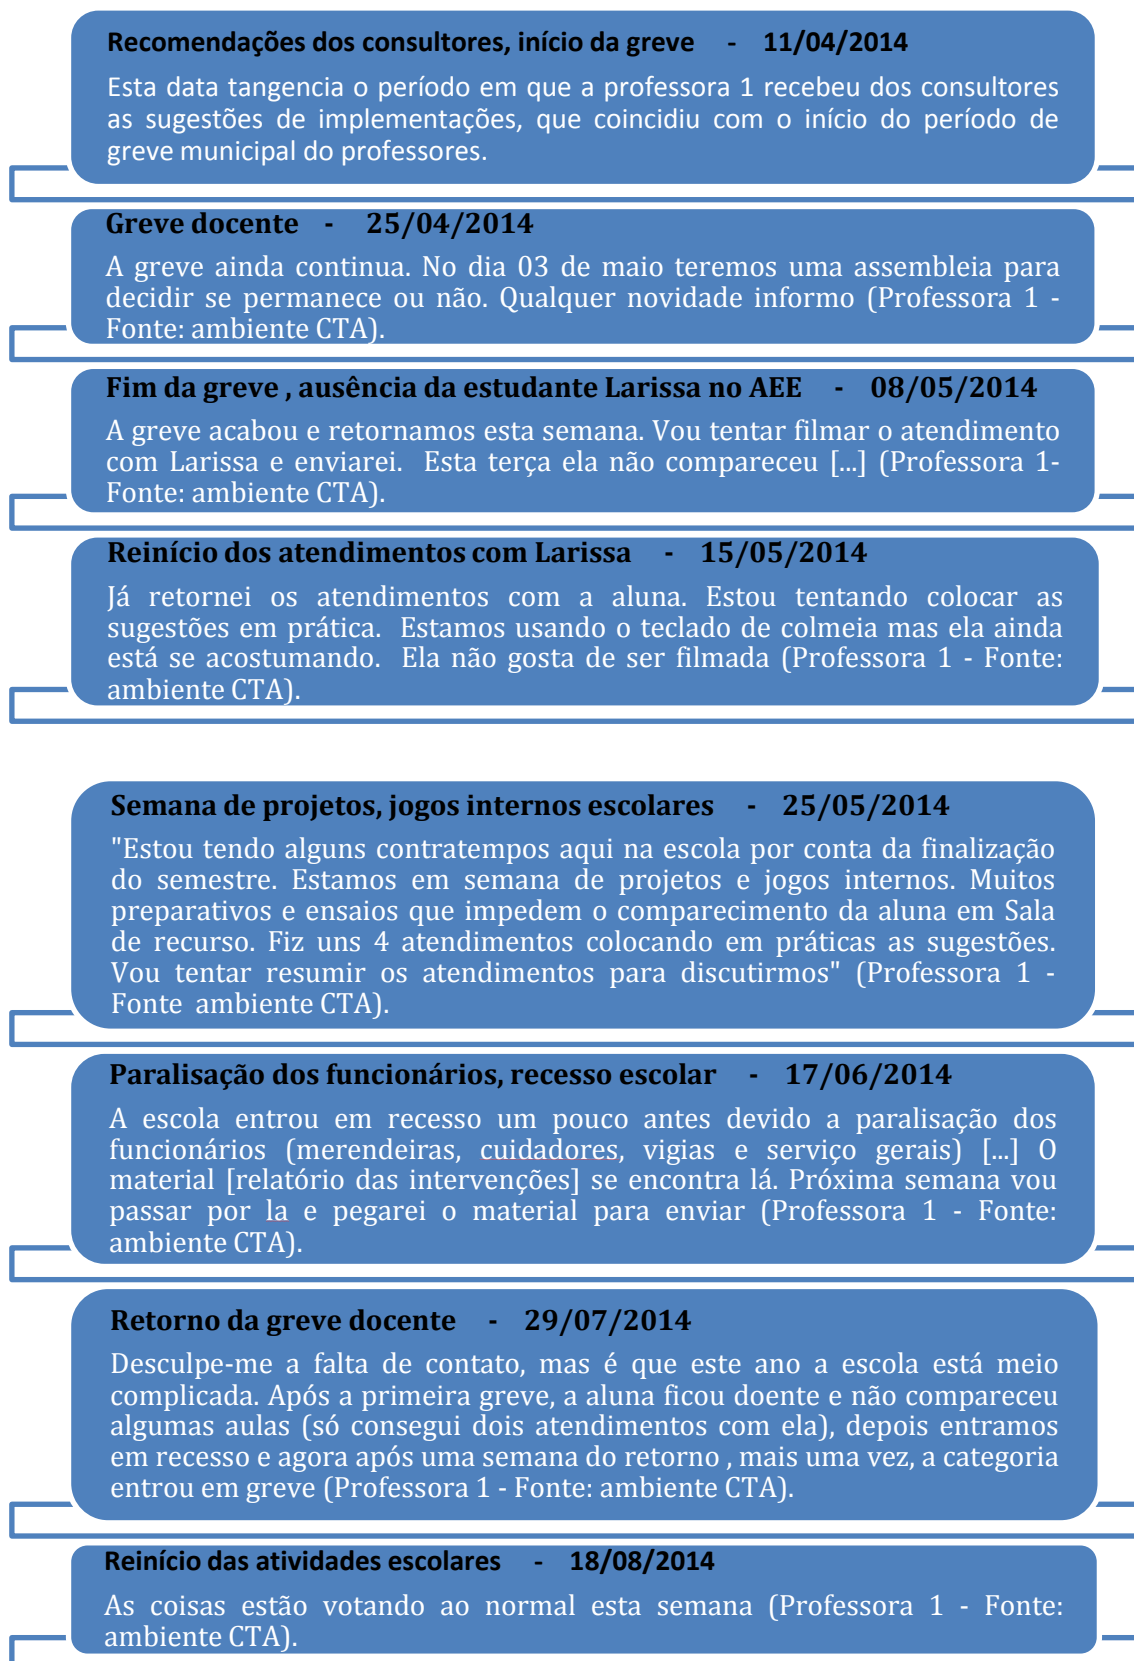 Recomendações dos consultores, início da greve - 11/04/2014
Esta data tangencia o período em que a professora 1 recebeu dos consultores
as sugestões de implementações, que coincidiu com o início do período de
greve municipal do professores.
Greve docente - 25/04/2014
A greve ainda continua. No dia 03 de maio teremos uma assembleia para
decidir se permanece ou não. Qualquer novidade informo (Professora 1 -
Fonte: ambiente CTA).
Fim da greve , ausência da estudante Larissa no AEE - 08/05/2014
A greve acabou e retornamos esta semana. Vou tentar filmar o atendimento
com Larissa e enviarei. Esta terça ela não compareceu [...] (Professora 1-
Fonte: ambiente CTA).
Reinício dos atendimentos com Larissa - 15/05/2014
Já retornei os atendimentos com a aluna. Estou tentando colocar as
sugestões em prática. Estamos usando o teclado de colmeia mas ela ainda
está se acostumando. Ela não gosta de ser filmada (Professora 1 - Fonte:
ambiente CTA).
Semana de projetos, jogos internos escolares - 25/05/2014
"Estou tendo alguns contratempos aqui na escola por conta da finalização
do semestre. Estamos em semana de projetos e jogos internos. Muitos
preparativos e ensaios que impedem o comparecimento da aluna em Sala
de recurso. Fiz uns 4 atendimentos colocando em práticas as sugestões.
Vou tentar resumir os atendimentos para discutirmos" (Professora 1 -
Fonte ambiente CTA).
Paralisação dos funcionários, recesso escolar - 17/06/2014
A escola entrou em recesso um pouco antes devido a paralisação dos
funcionários (merendeiras, cuidadores, vigias e serviço gerais) [...] O
material [relatório das intervenções] se encontra lá. Próxima semana vou
passar por la e pegarei o material para enviar (Professora 1 - Fonte:
ambiente CTA).
Retorno da greve docente - 29/07/2014
Desculpe-me a falta de contato, mas é que este ano a escola está meio
complicada. Após a primeira greve, a aluna ficou doente e não compareceu
algumas aulas (só consegui dois atendimentos com ela), depois entramos
em recesso e agora após uma semana do retorno , mais uma vez, a categoria
entrou em greve (Professora 1 - Fonte: ambiente CTA).
Reinício das atividades escolares - 18/08/2014
As coisas estão votando ao normal esta semana (Professora 1 - Fonte:
ambiente CTA).